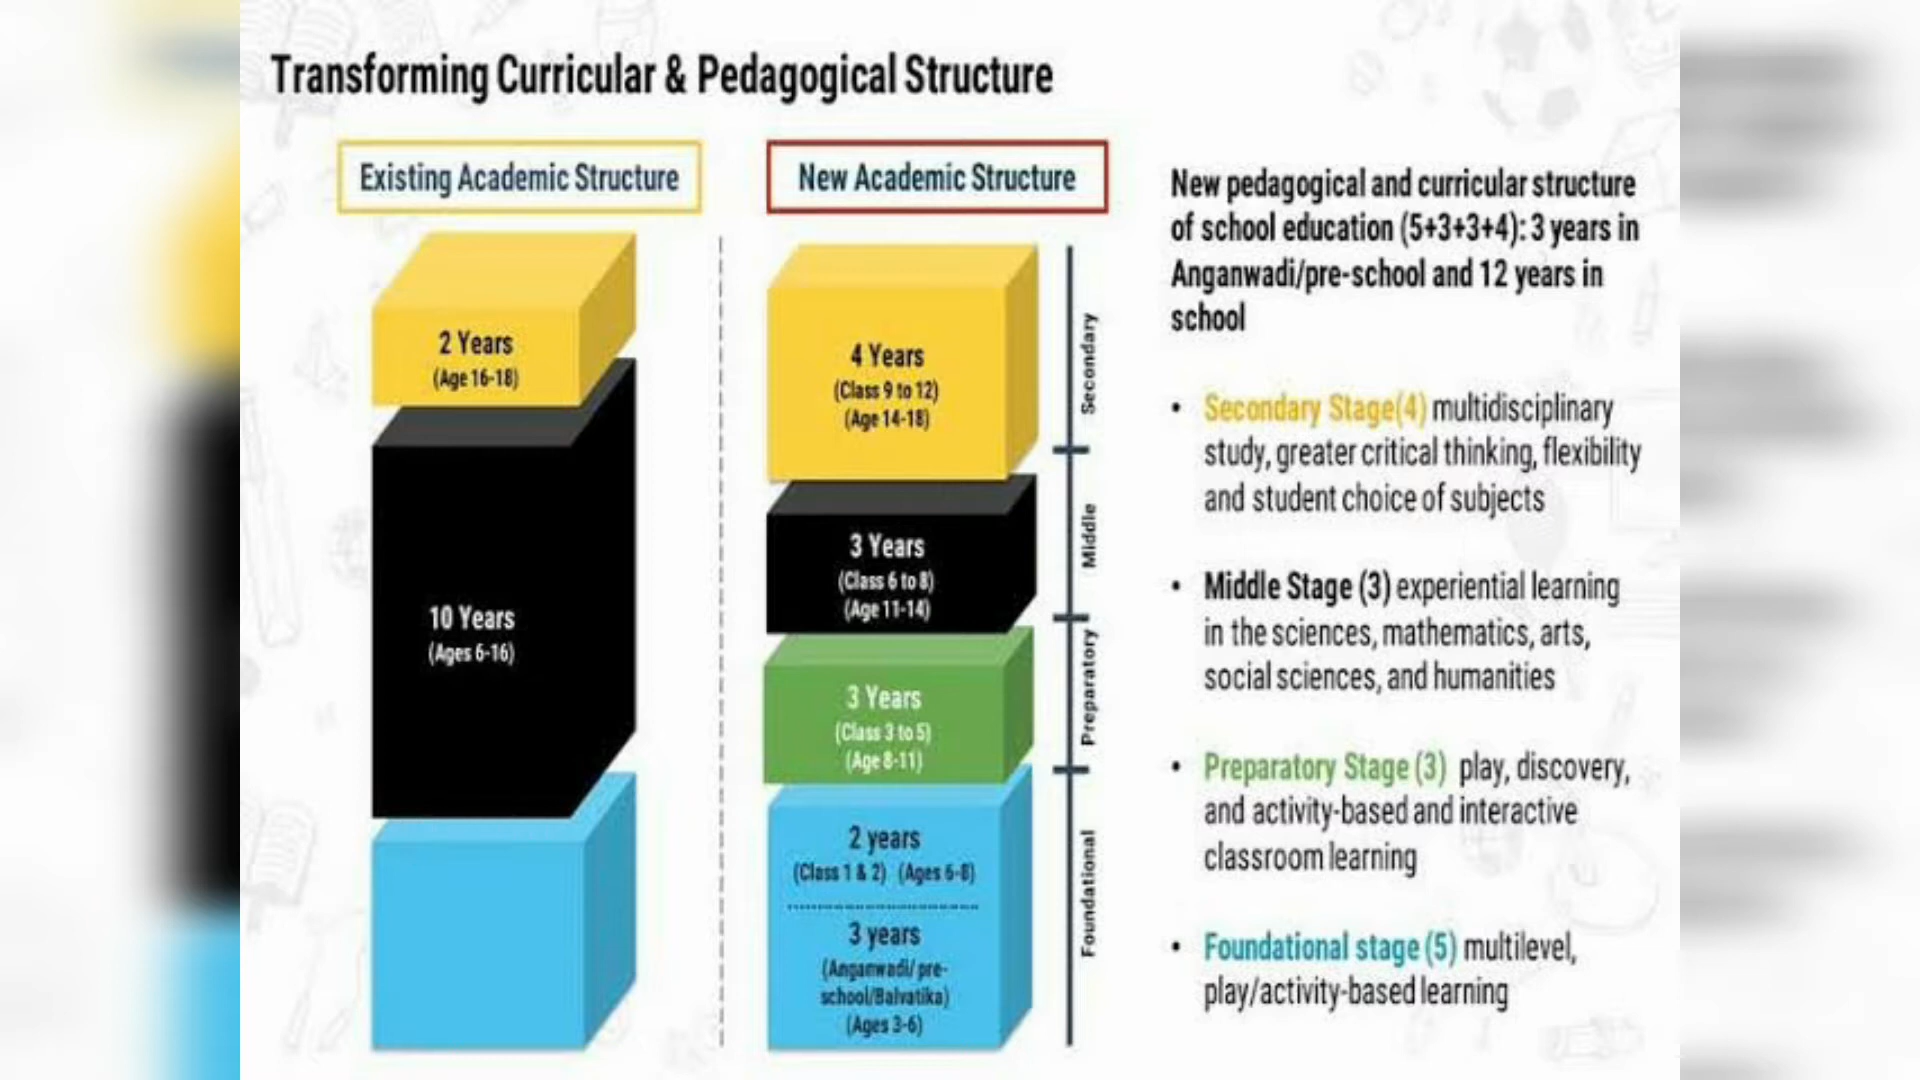 Transforming Curricular & Pedagogical Structure
Existing Academic Structure
2 Years
(Age 16-18)
10 Years
(Ages 6-16)
New Academic Structure
4 Years
(Class 9 to 12)
(Age 14-18)
3 Years
(Class 6 to 8)
(Age 11-14)
3 Years
(Class 3 to 5)
(Age 8-11)
2 years
(Class 1 & 2) (Ages 6-8)
3 years
(Anganwadi/ pre-
school/Balvatika)
(Ages 3-6)
Secondary
Middle
Preparatory
Foundational
New pedagogical and curricular structure
of school education (5+3+3+4): 3 years in
Anganwadi/pre-school and 12 years in
school
• Secondary Stage(4) multidisciplinary
study, greater critical thinking, flexibility
and student choice of subjects
• Middle Stage (3) experiential learning
in the sciences, mathematics, arts,
social sciences, and humanities
• Preparatory Stage (3) play, discovery,
and activity-based and interactive
classroom learning
• Foundational stage (5) multilevel,
play/activity-based learning